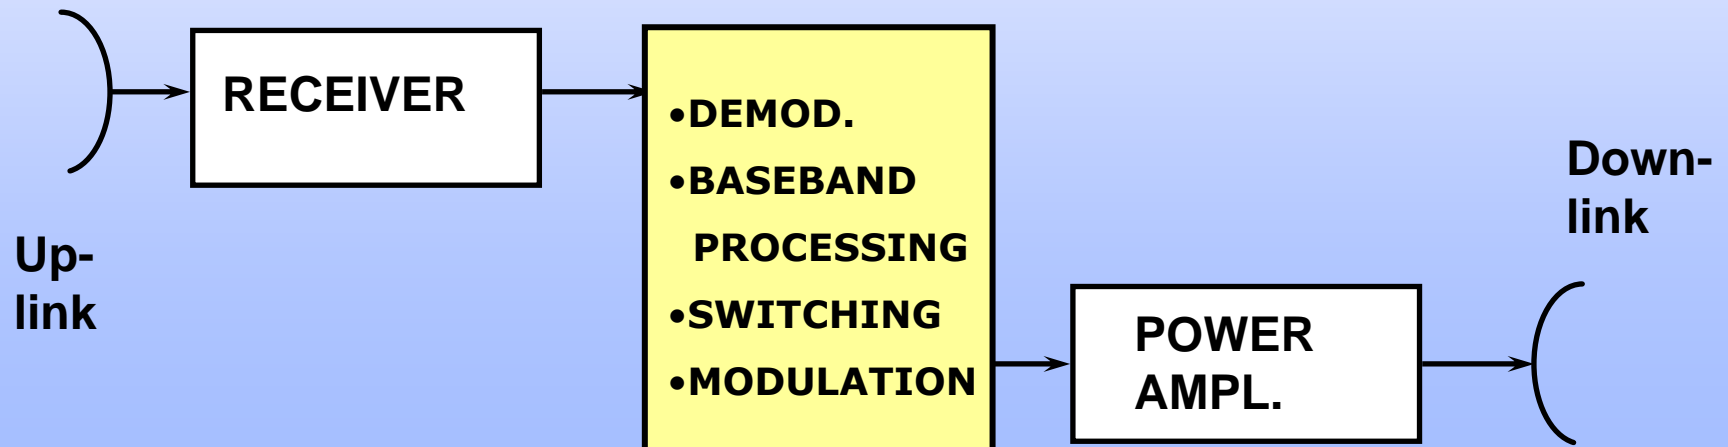 RECEIVER
•DEMOD.
•BASEBAND
PROCESSING
•SWITCHING
•MODULATION
Up-
link
Down-
link
POWER
AMPL.